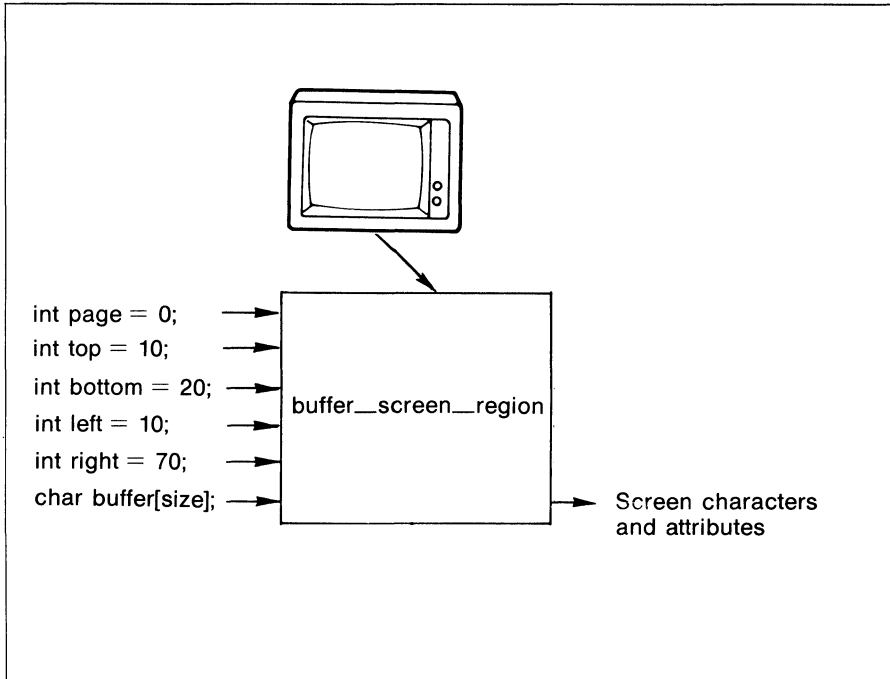 int page = 0;
int top = 10;
int bottom = 20;
int left = 10;
int right = 70;
char buffer[size];
buffer_screen_region
Screen characters
and attributes